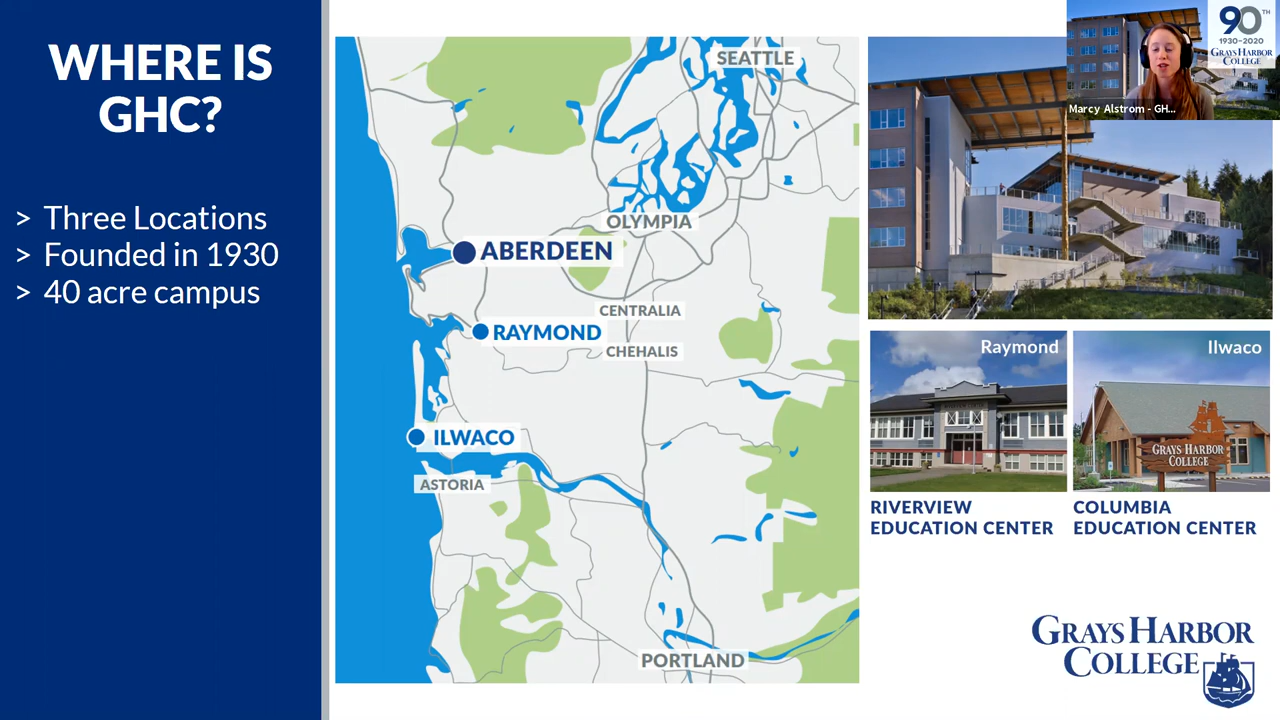 WHERE IS
GHC?
> Three Locations
> Founded in 1930
> 40 acre campus
SEATTLE
OLYMPIA
ABERDEEN
CENTRALIA
RAYMOND
CHEHALIS
ILWACO
ASTORIA
PORTLAND
90TH
1930-2020
GRAYS HARBOR
COLLEGE
Marcy Alstrom - GH...
Raymond
Ilwaco
GRAYS HARBOR
COLLEGE
RIVERVIEW
EDUCATION CENTER
COLUMBIA
EDUCATION CENTER
GRAYS HARBOR
COLLEGE